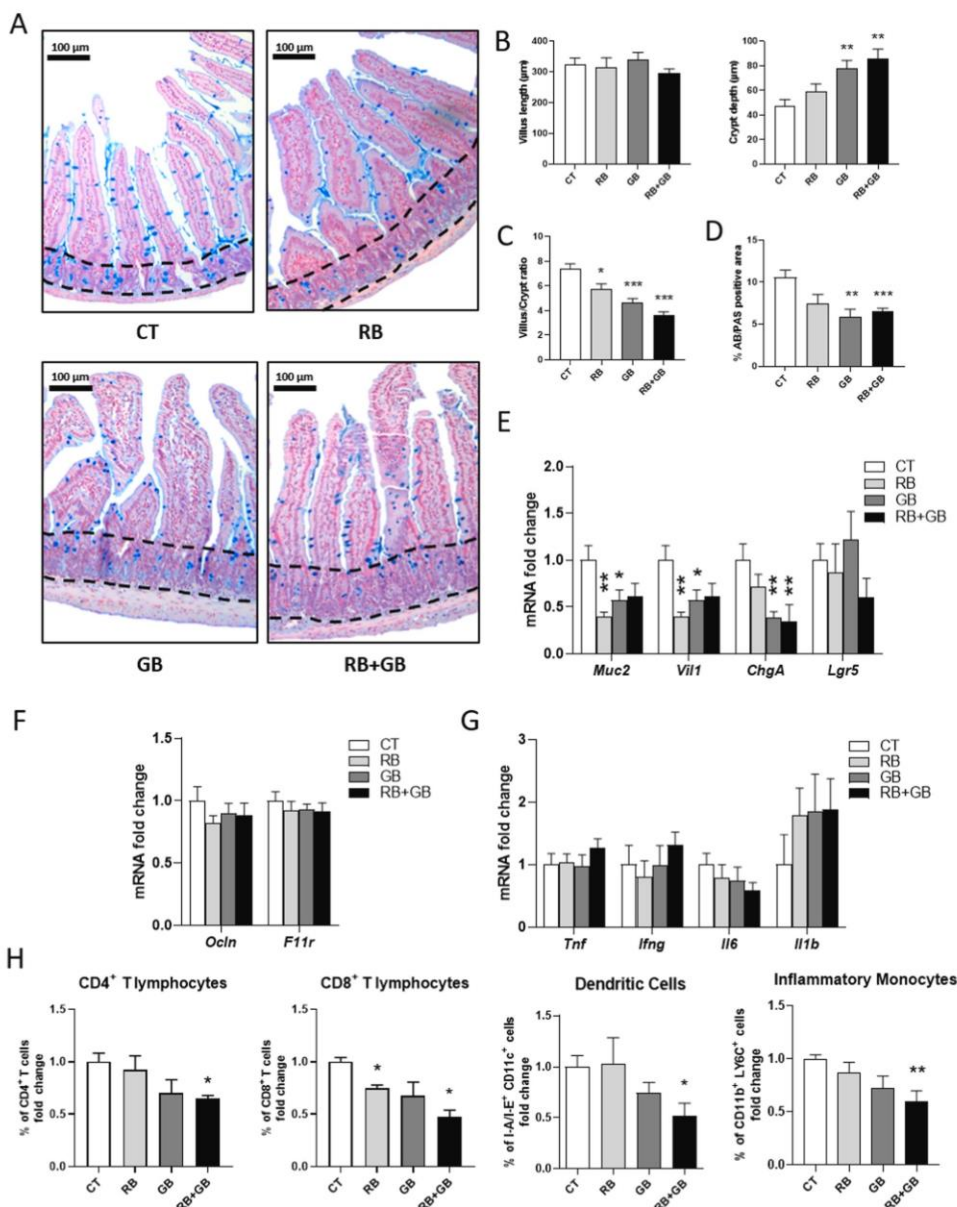 A
100 µm
100 µm
CT
RB
100 µm
100 µm
GB
RB+GB
B
Villus length (µm)
400
300
200
100
0
CT
RB
GB
RB+GB
Crypt depth (µm)
100
80
60
40
20
0
**
**
CT
RB
GB
RB+GB
C
Villus/Crypt ratio
10
8
6
4
2
0
*
***
***
CT
RB
GB
RB+GB
D
% AB/PAS positive area
15
10
5
0
**
***
CT
RB
GB
RB+GB
E
mRNA fold change
2.0
1.5
1.0
0.5
0.0
CT
RB
GB
RB+GB
**
*
**
*
**
**
Muc2
Vil1
ChgA
Lgr5
F
mRNA fold change
1.5
1.0
0.5
0.0
CT
RB
GB
RB+GB
Ocln
F11r
G
mRNA fold change
3
2
1
0
CT
RB
GB
RB+GB
Tnf
Ifng
Il6
Il1b
H
CD4+ T lymphocytes
% of CD4+ T cells
fold change
1.5
1.0
0.5
0.0
*
CT
RB
GB
RB+GB
CD8+ T lymphocytes
% of CD8+ T cells
fold change
1.5
1.0
0.5
0.0
*
*
CT
RB
GB
RB+GB
Dendritic Cells
% of I-A/I-E+ CD11c+ cells
fold change
1.5
1.0
0.5
0.0
*
CT
RB
GB
RB+GB
Inflammatory Monocytes
% of CD11b+ LY6C+ cells
fold change
1.5
1.0
0.5
0.0
**
CT
RB
GB
RB+GB